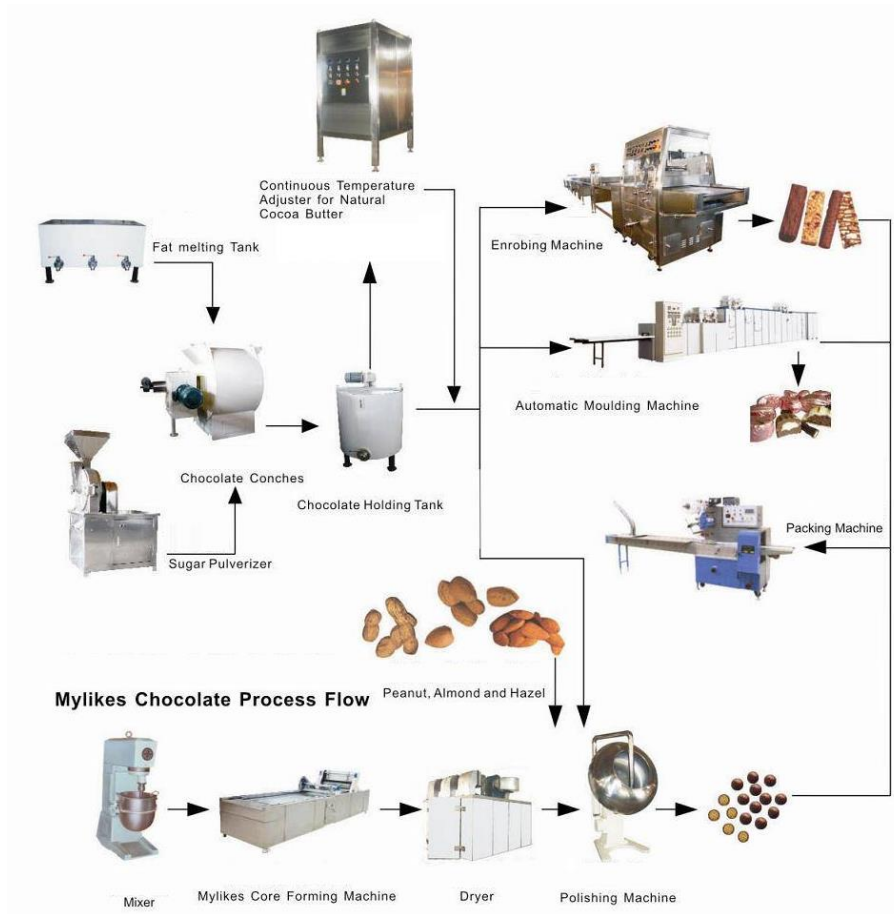 Continuous Temperature
Adjuster for Natural
Cocoa Butter
Fat melting Tank
Enrobing Machine
Automatic Moulding Machine
Chocolate Conches
Chocolate Holding Tank
Packing Machine
Sugar Pulverizer
Peanut, Almond and Hazel
Mylikes Chocolate Process Flow
Mixer
Mylikes Core Forming Machine
Dryer
Polishing Machine